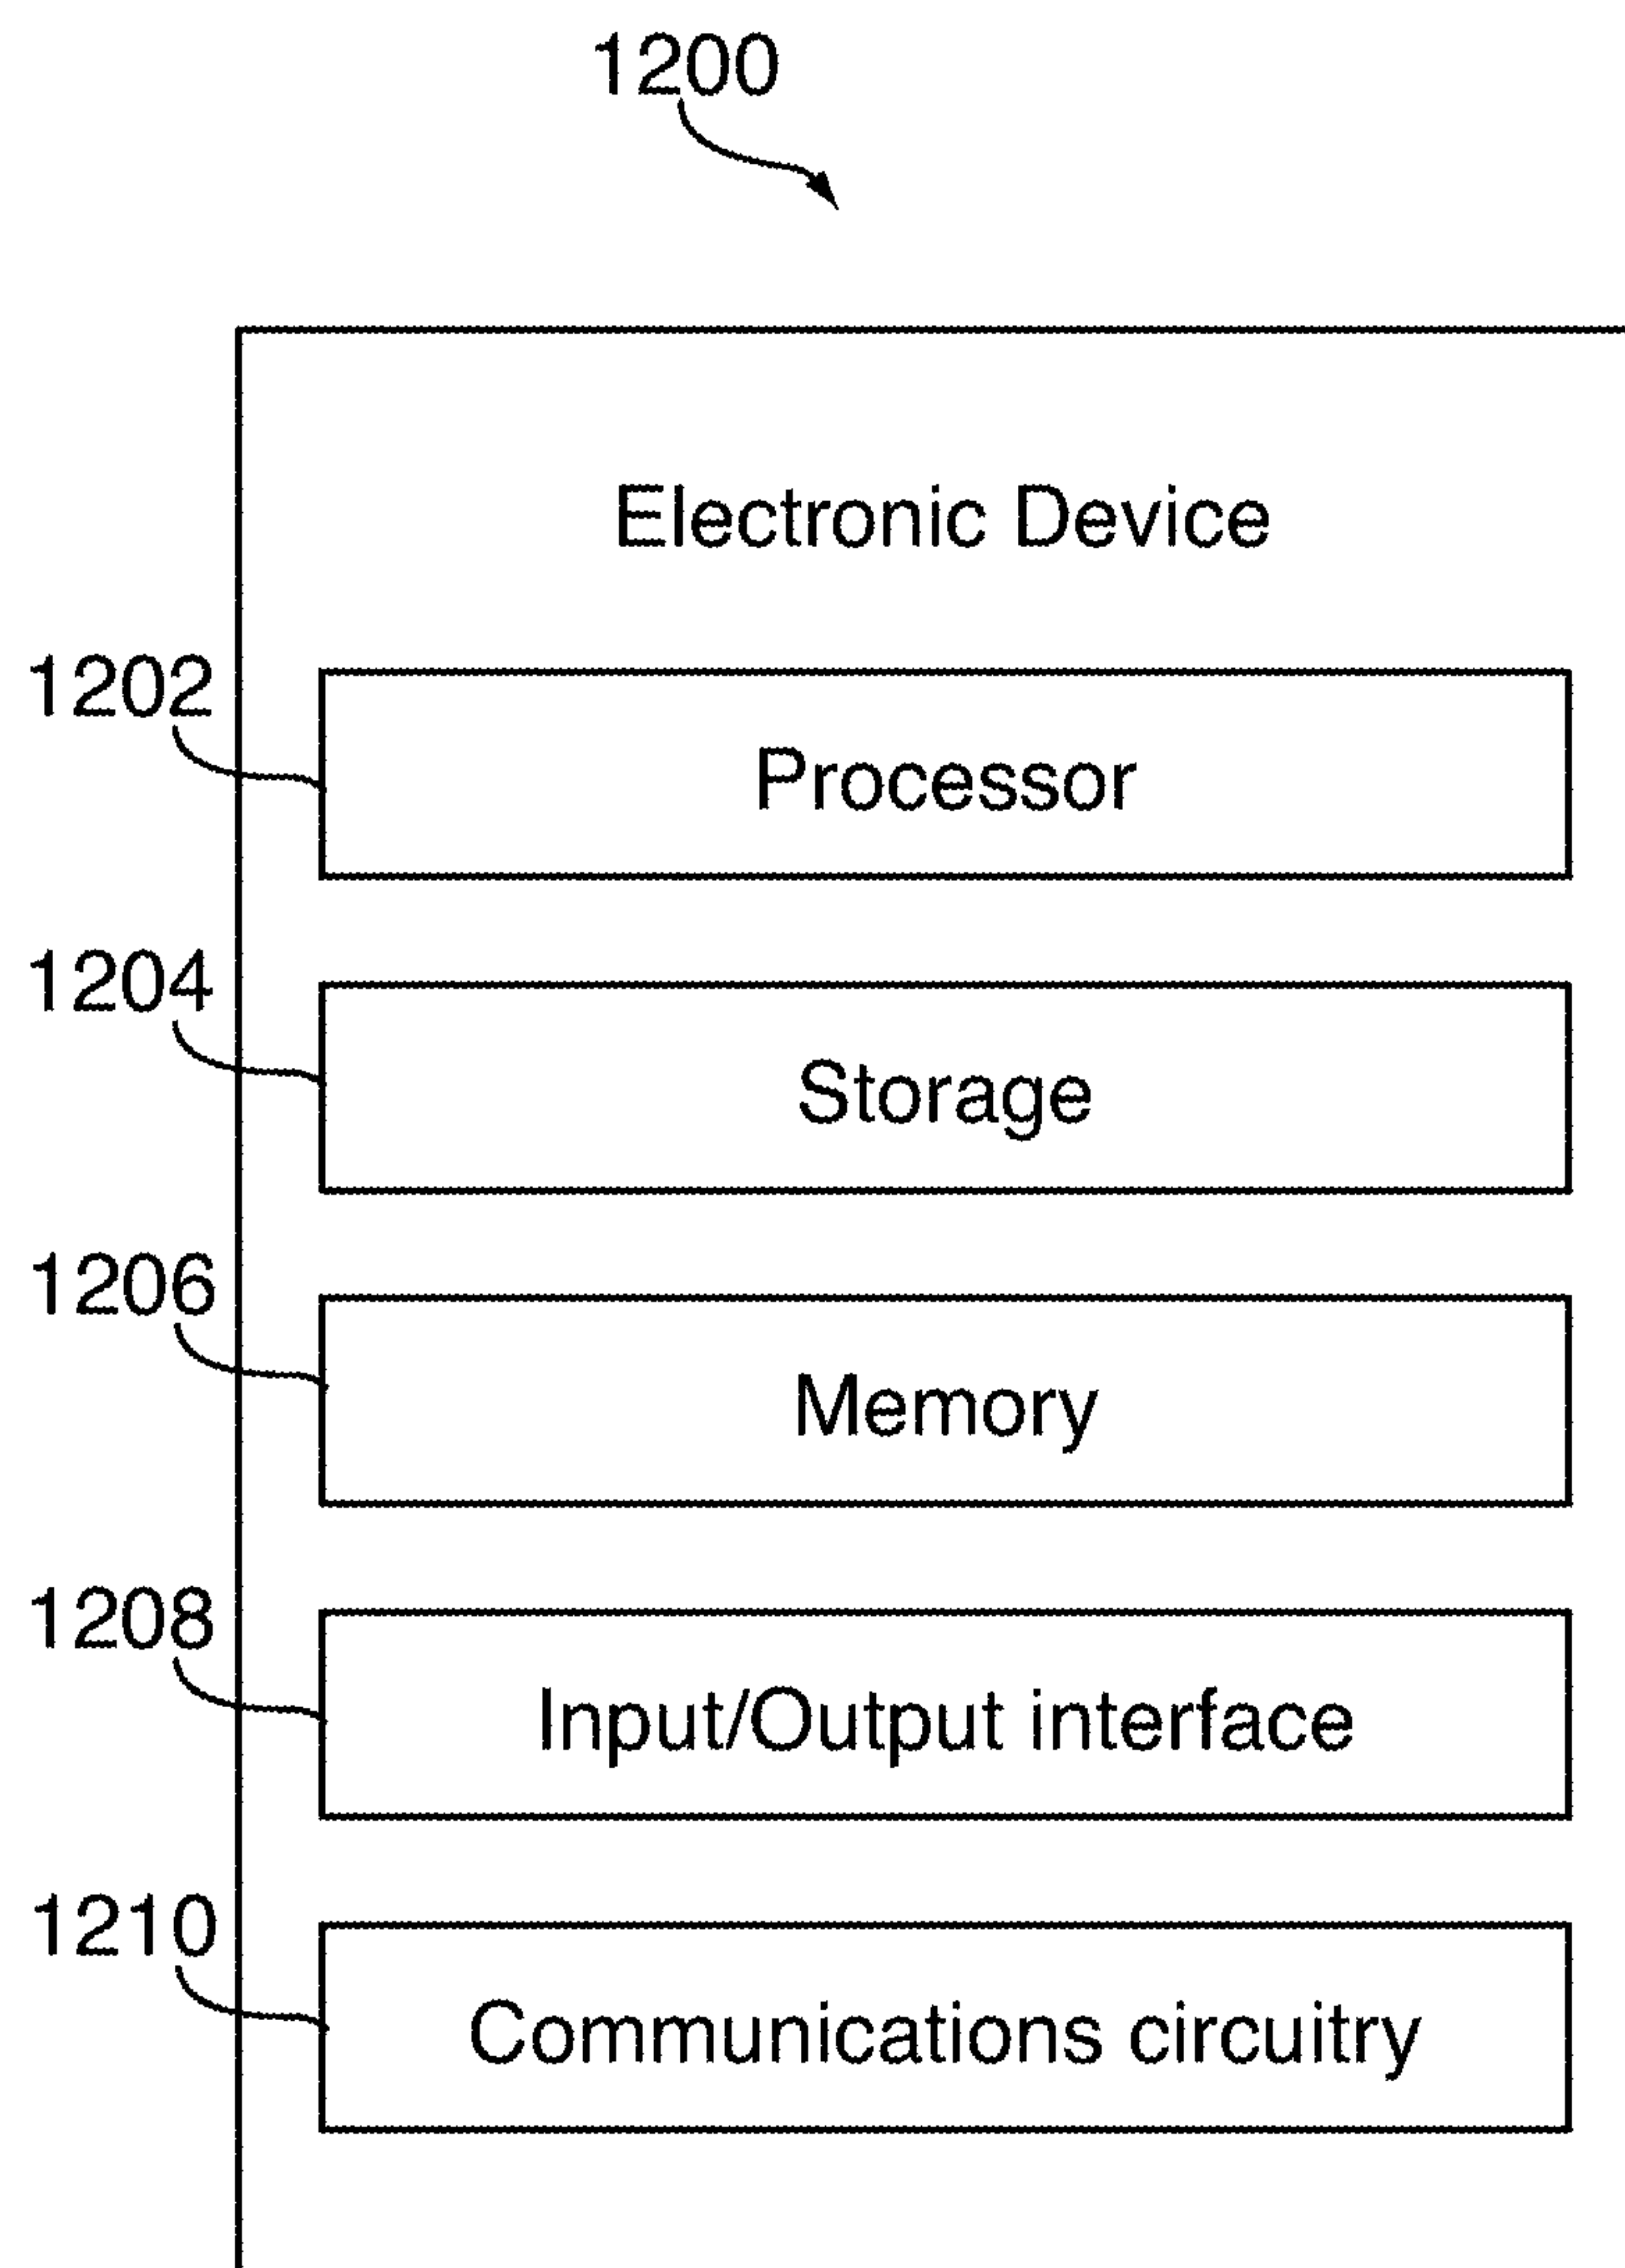 1200
Electronic Device
1202
Processor
1204
Storage
1206
Memory
1208
Input/Output interface
1210
Communications circuitry